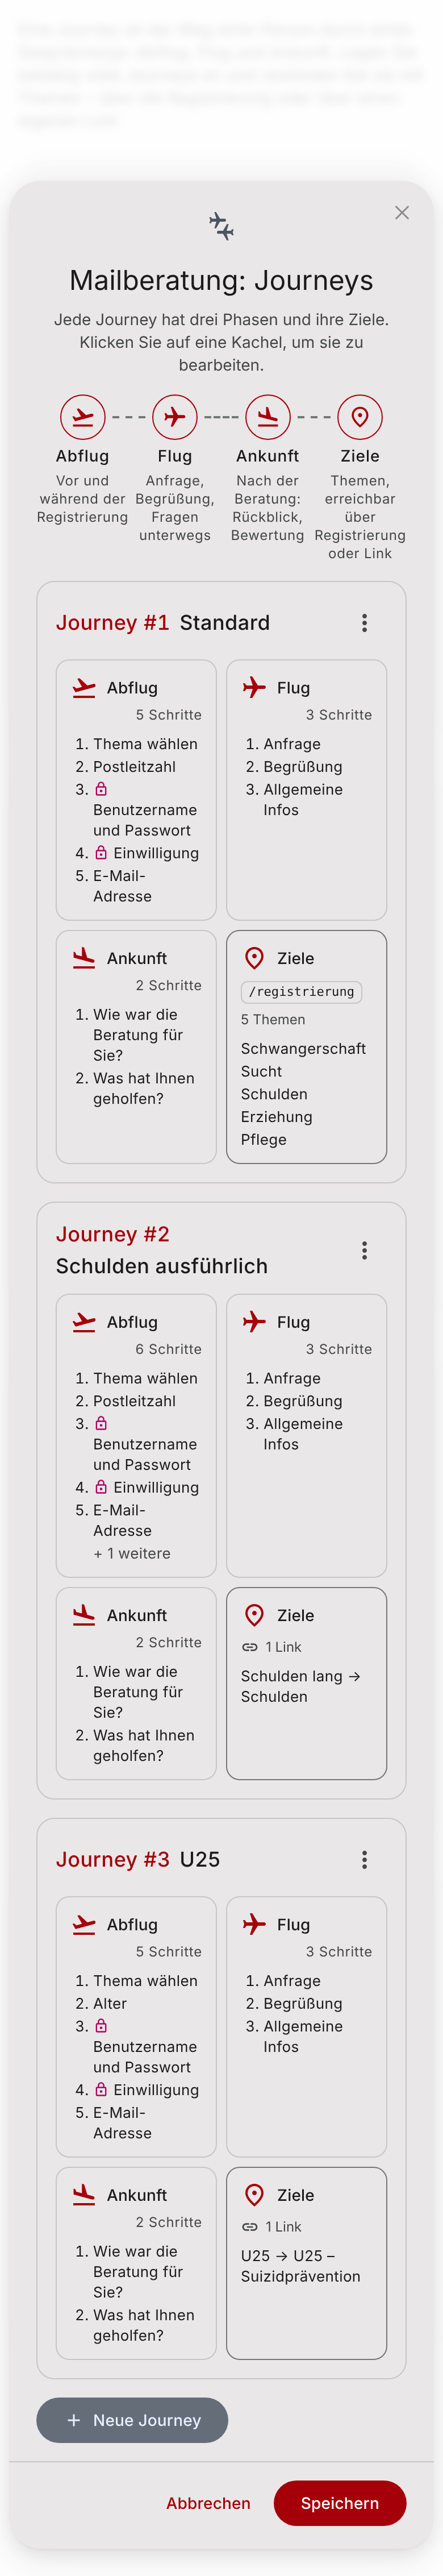 Mailberatung: Journeys
Jede Journey hat drei Phasen und ihre Ziele.
Klicken Sie auf eine Kachel, um sie zu
bearbeiten.
Abflug
Vor und
während der
Registrierung
Flug
Anfrage,
Begrüßung,
Fragen
unterwegs
Ankunft
Nach der
Beratung:
Rückblick,
Bewertung
Ziele
Themen,
erreichbar
über
Registrierung
oder Link
Journey #1 Standard
Abflug
5 Schritte
1. Thema wählen
2. Postleitzahl
3.
Benutzername
und Passwort
4. Einwilligung
5. E-Mail-
Adresse
Flug
3 Schritte
1. Anfrage
2. Begrüßung
3. Allgemeine
Infos
Ankunft
2 Schritte
1. Wie war die
Beratung für
Sie?
2. Was hat Ihnen
geholfen?
Ziele
/registrierung
5 Themen
Schwangerschaft
Sucht
Schulden
Erziehung
Pflege
Journey #2
Schulden ausführlich
Abflug
6 Schritte
1. Thema wählen
2. Postleitzahl
3.
Benutzername
und Passwort
4. Einwilligung
5. E-Mail-
Adresse
+ 1 weitere
Flug
3 Schritte
1. Anfrage
2. Begrüßung
3. Allgemeine
Infos
Ankunft
2 Schritte
1. Wie war die
Beratung für
Sie?
2. Was hat Ihnen
geholfen?
Ziele
1 Link
Schulden lang →
Schulden
Journey #3 U25
Abflug
5 Schritte
1. Thema wählen
2. Alter
3.
Benutzername
und Passwort
4. Einwilligung
5. E-Mail-
Adresse
Flug
3 Schritte
1. Anfrage
2. Begrüßung
3. Allgemeine
Infos
Ankunft
2 Schritte
1. Wie war die
Beratung für
Sie?
2. Was hat Ihnen
geholfen?
Ziele
1 Link
U25 → U25 –
Suizidprävention
+ Neue Journey
Abbrechen
Speichern